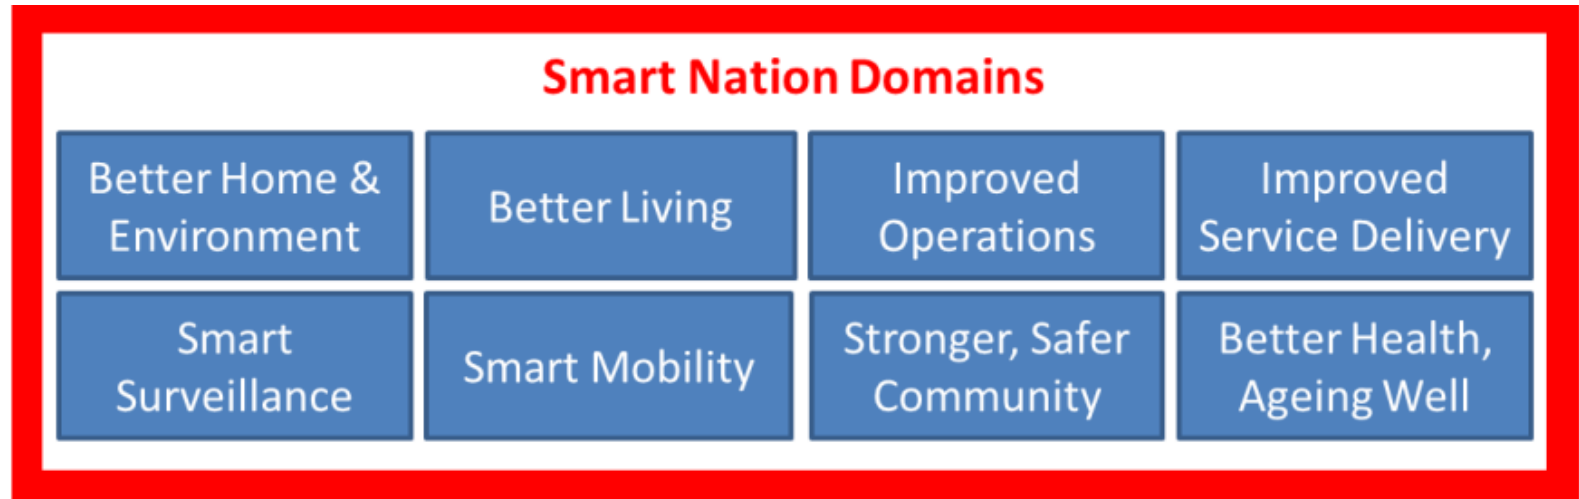 Smart Nation Domains
Better Home &
Environment
Better Living
Improved
Operations
Improved
Service Delivery
Smart
Surveillance
Smart Mobility
Stronger, Safer
Community
Better Health,
Ageing Well